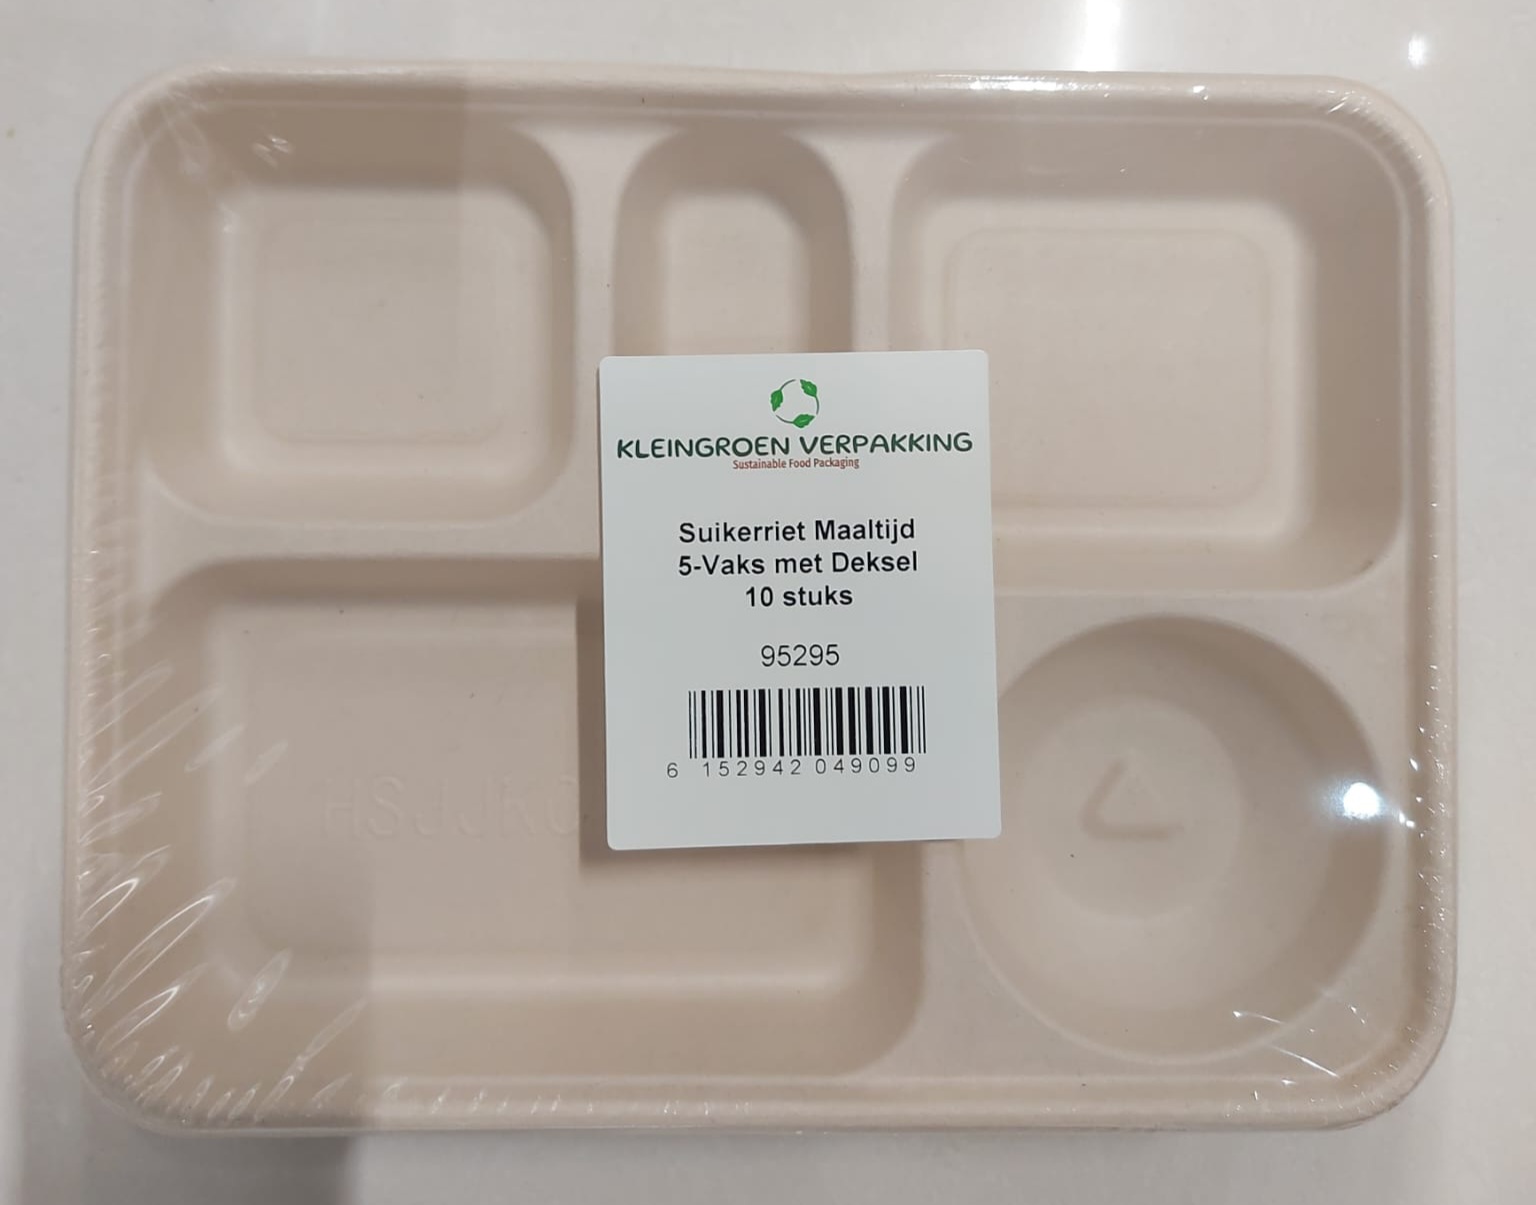 KLEINGROEN VERPAKKING
Sustainable Food Packaging
Suikerriet Maaltijd
5-Vaks met Deksel
10 stuks
95295
6 152942 049099